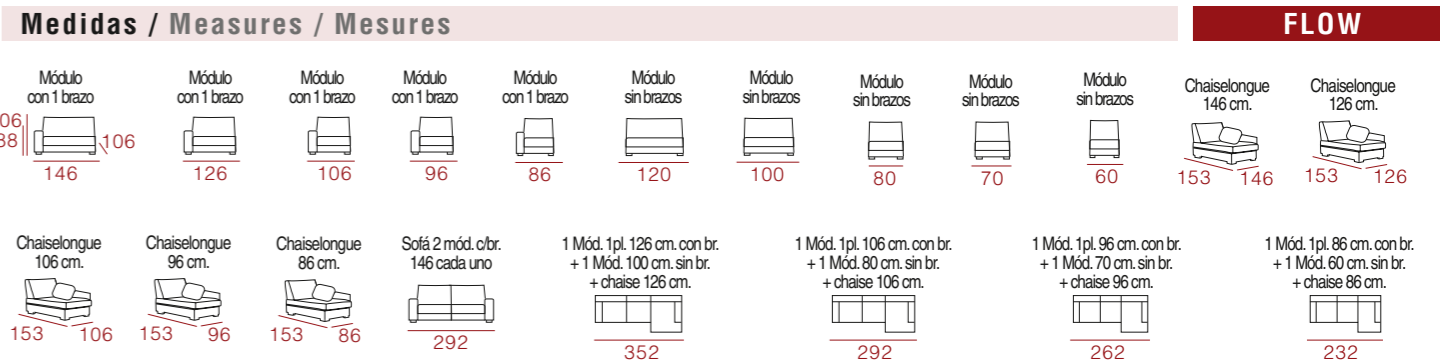 Medidas / Measures / Mesures
FLOW
Módulo
con 1 brazo
106
146
Módulo
con 1 brazo
126
Módulo
con 1 brazo
106
Módulo
con 1 brazo
96
Módulo
con 1 brazo
86
Módulo
sin brazos
120
Módulo
sin brazos
100
Módulo
sin brazos
80
Módulo
sin brazos
70
Módulo
sin brazos
60
Chaiselongue
146 cm.
153 146
Chaiselongue
126 cm.
153 126
Chaiselongue
106 cm.
153 106
Chaiselongue
96 cm.
153 96
Chaiselongue
86 cm.
153 86
Sofá 2 mód. c/br.
146 cada uno
292
1 Mód. 1pl. 126 cm. con br.
+ 1 Mód. 100 cm. sin br.
+ chaise 126 cm.
352
1 Mód. 1pl. 106 cm. con br.
+ 1 Mód. 80 cm. sin br.
+ chaise 106 cm.
292
1 Mód. 1pl. 96 cm. con br.
+ 1 Mód. 70 cm. sin br.
+ chaise 96 cm.
262
1 Mód. 1pl. 86 cm. con br.
+ 1 Mód. 60 cm. sin br.
+ chaise 86 cm.
232